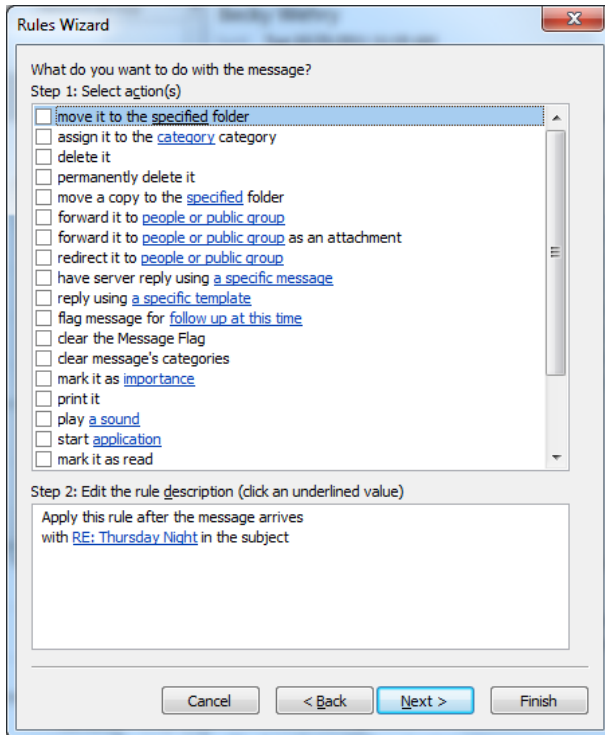 Rules Wizard
What do you want to do with the message?
Step 1: Select action(s)
move it to the specified folder
assign it to the category category
delete it
permanently delete it
move a copy to the specified folder
forward it to people or public group
forward it to people or public group as an attachment
redirect it to people or public group
have server reply using a specific message
reply using a specific template
flag message for follow up at this time
clear the Message Flag
clear message's categories
mark it as importance
print it
play a sound
start application
mark it as read
Step 2: Edit the rule description (click an underlined value)
Apply this rule after the message arrives
with RE: Thursday Night in the subject
Cancel < Back Next > Finish